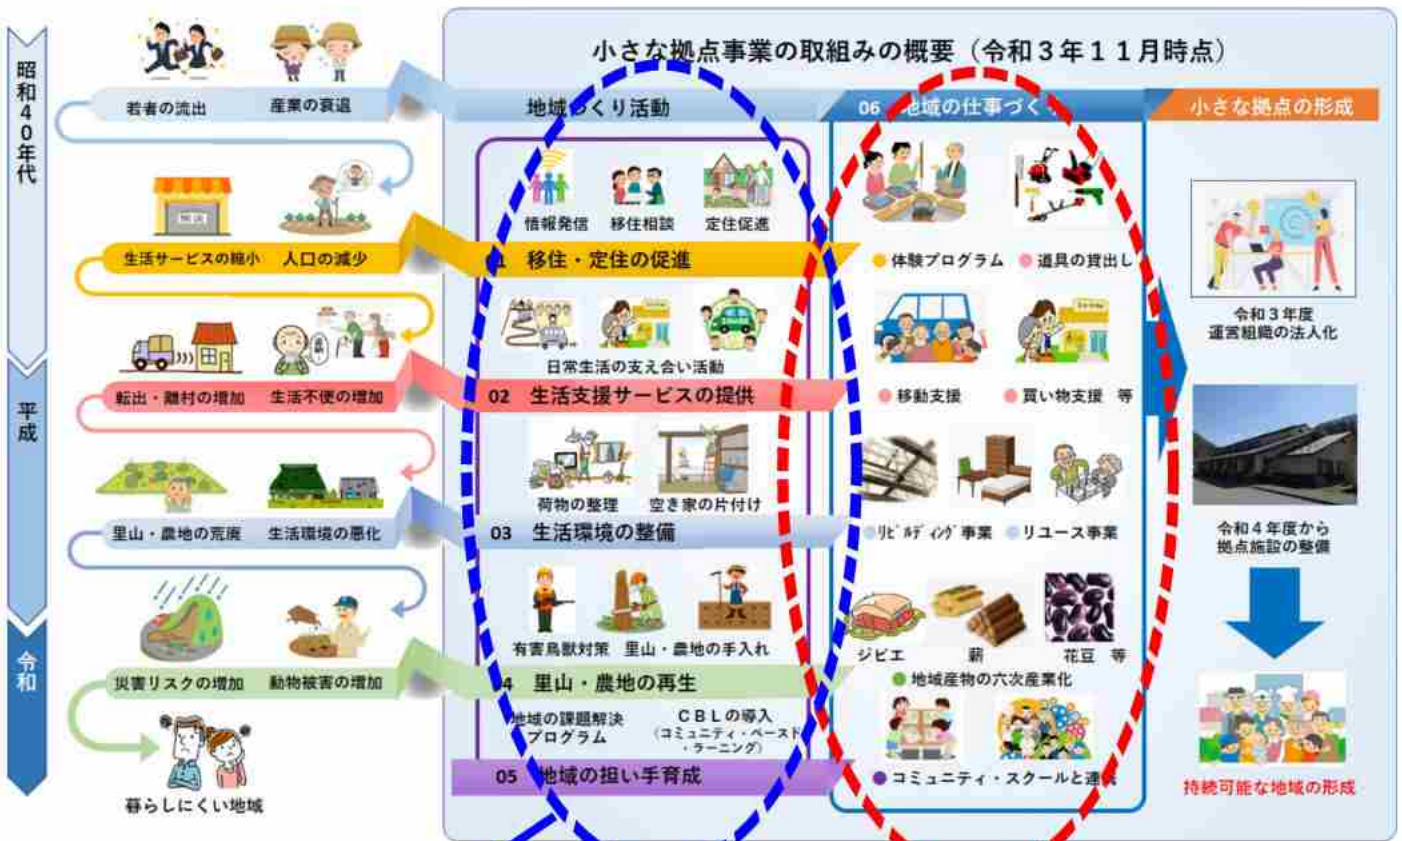 小さな拠点事業の取組みの概要（令和３年１１月時点）
昭和40年代
平成
令和
若者の流出
産業の衰退
生活サービスの縮小
人口の減少
転出・離村の増加
生活不便の増加
里山・農地の荒廃
生活環境の悪化
災害リスクの増加
動物被害の増加
暮らしにくい地域
地域づくり活動
情報発信
移住相談
定住促進
移住・定住の促進
日常生活の支え合い活動
02 生活支援サービスの提供
荷物の整理
空き家の片付け
03 生活環境の整備
有害鳥獣対策
里山・農地の手入れ
里山・農地の再生
地域の課題解決
プログラム
ＣＢＬの導入
（コミュニティ・ベースド
・ラーニング）
05 地域の担い手育成
06 地域の仕事づくり
体験プログラム
道具の貸出し
移動支援
買い物支援 等
リビルディング事業
リユース事業
ジビエ
薪
花豆 等
地域産物の六次産業化
コミュニティ・スクールと連携
小さな拠点の形成
令和３年度
運営組織の法人化
令和４年度から
拠点施設の整備
持続可能な地域の形成